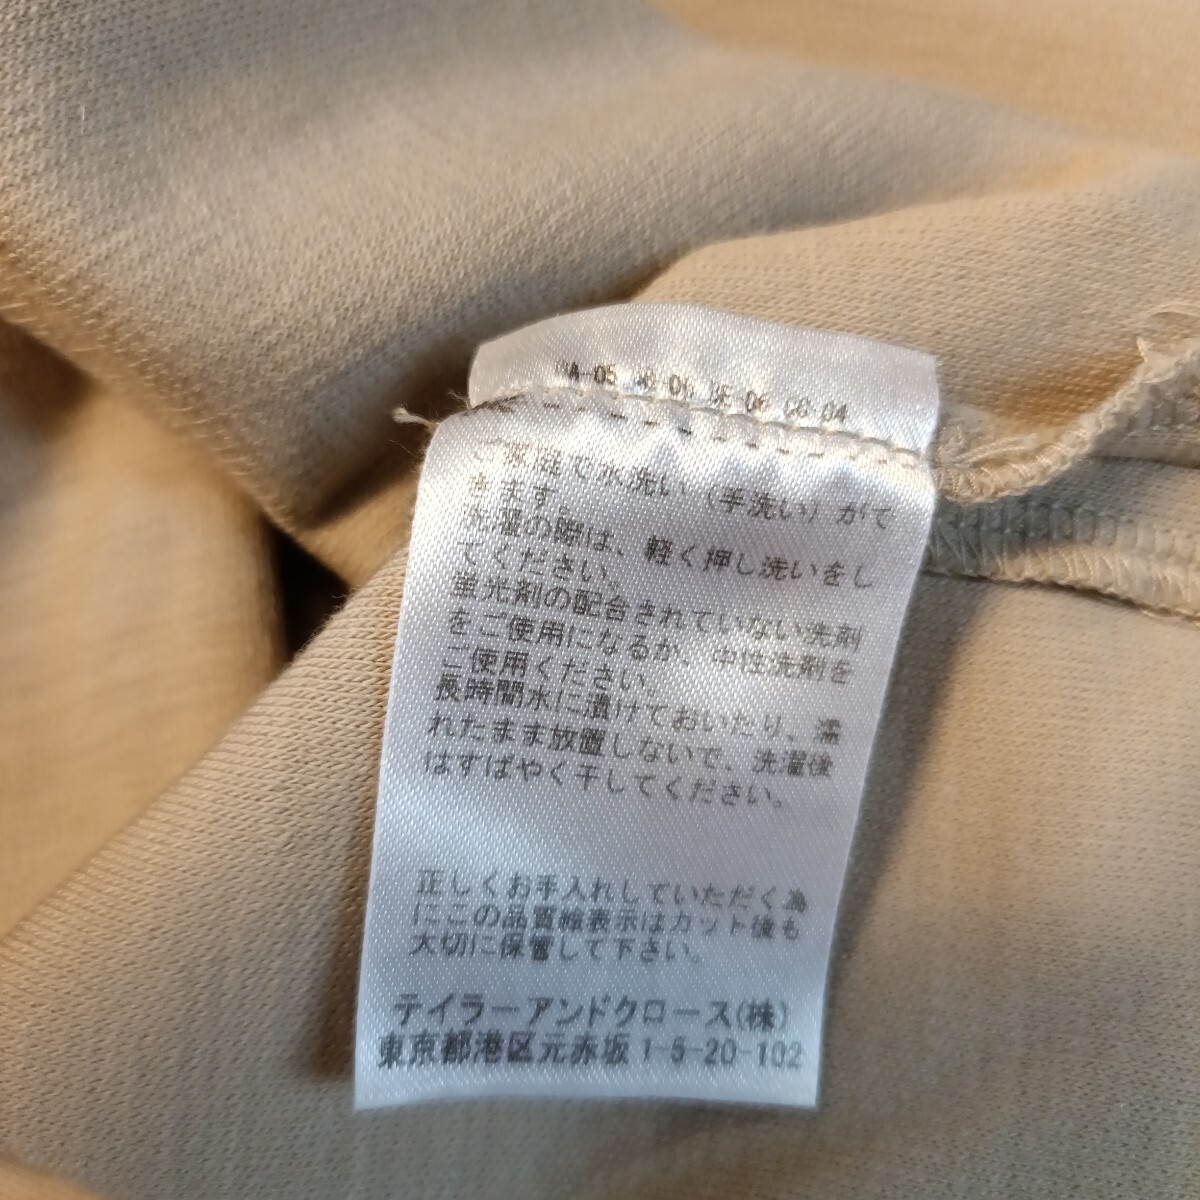 ご家庭で水洗い(手洗い)がで
きます。
洗濯の際は、軽く押し洗いをし
てください。
蛍光剤の配合されていない洗剤
をご使用になるか、中性洗剤を
ご使用ください。
長時間水に漬けておいたり、濡
れたまま放置しないで、洗濯後
はすばやく干してください。
正しくお手入れしていただく為
にこの品質絵表示はカット後も
大切に保管して下さい。
テイラーアンドクロース(株)
東京都港区元赤坂1-5-20-102